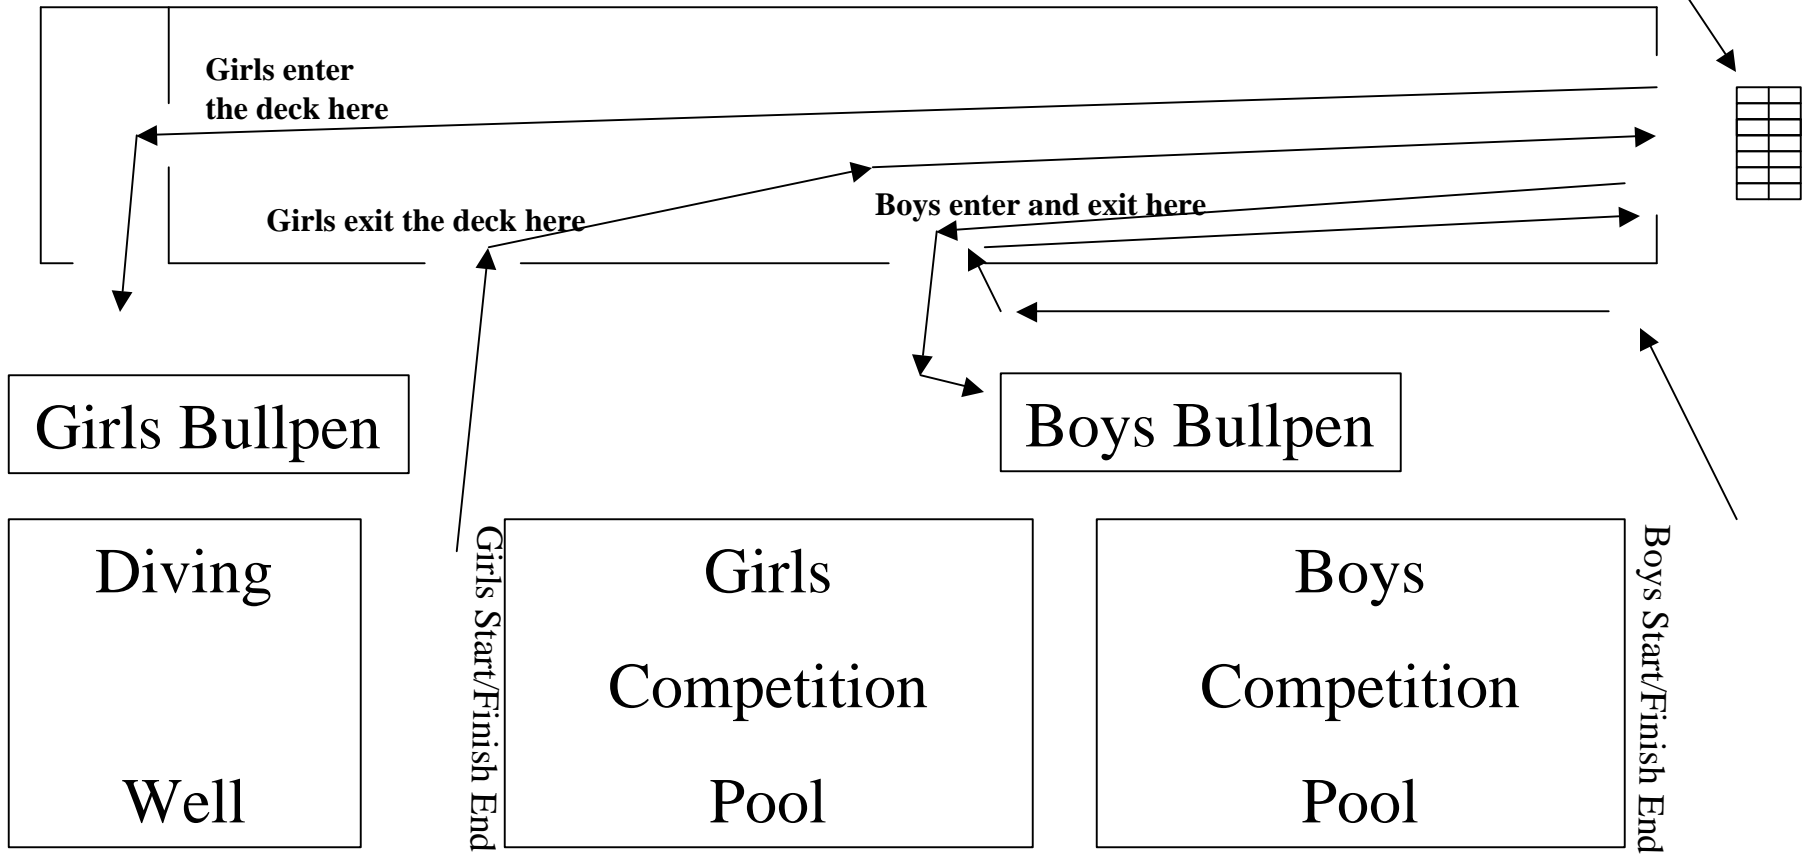 Girls enter
the deck here
Girls exit the deck here
Boys enter and exit here
Girls Bullpen
Boys Bullpen
Diving
Well
Girls Start/Finish End
Girls
Competition
Pool
Boys
Competition
Pool
Boys Start/Finish End